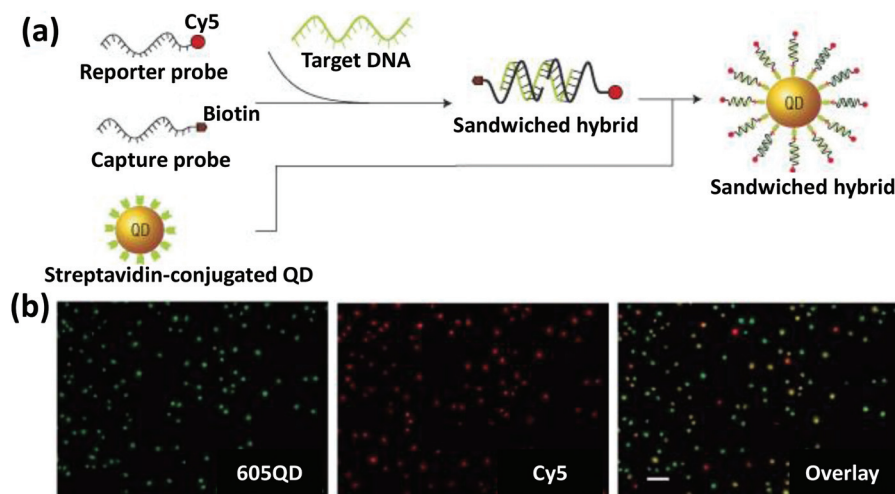 (a)
Cy5
Reporter probe
Target DNA
Biotin
Capture probe
Sandwiched hybrid
QD
Sandwiched hybrid
QD
Streptavidin-conjugated QD
(b)
605QD
Cy5
Overlay